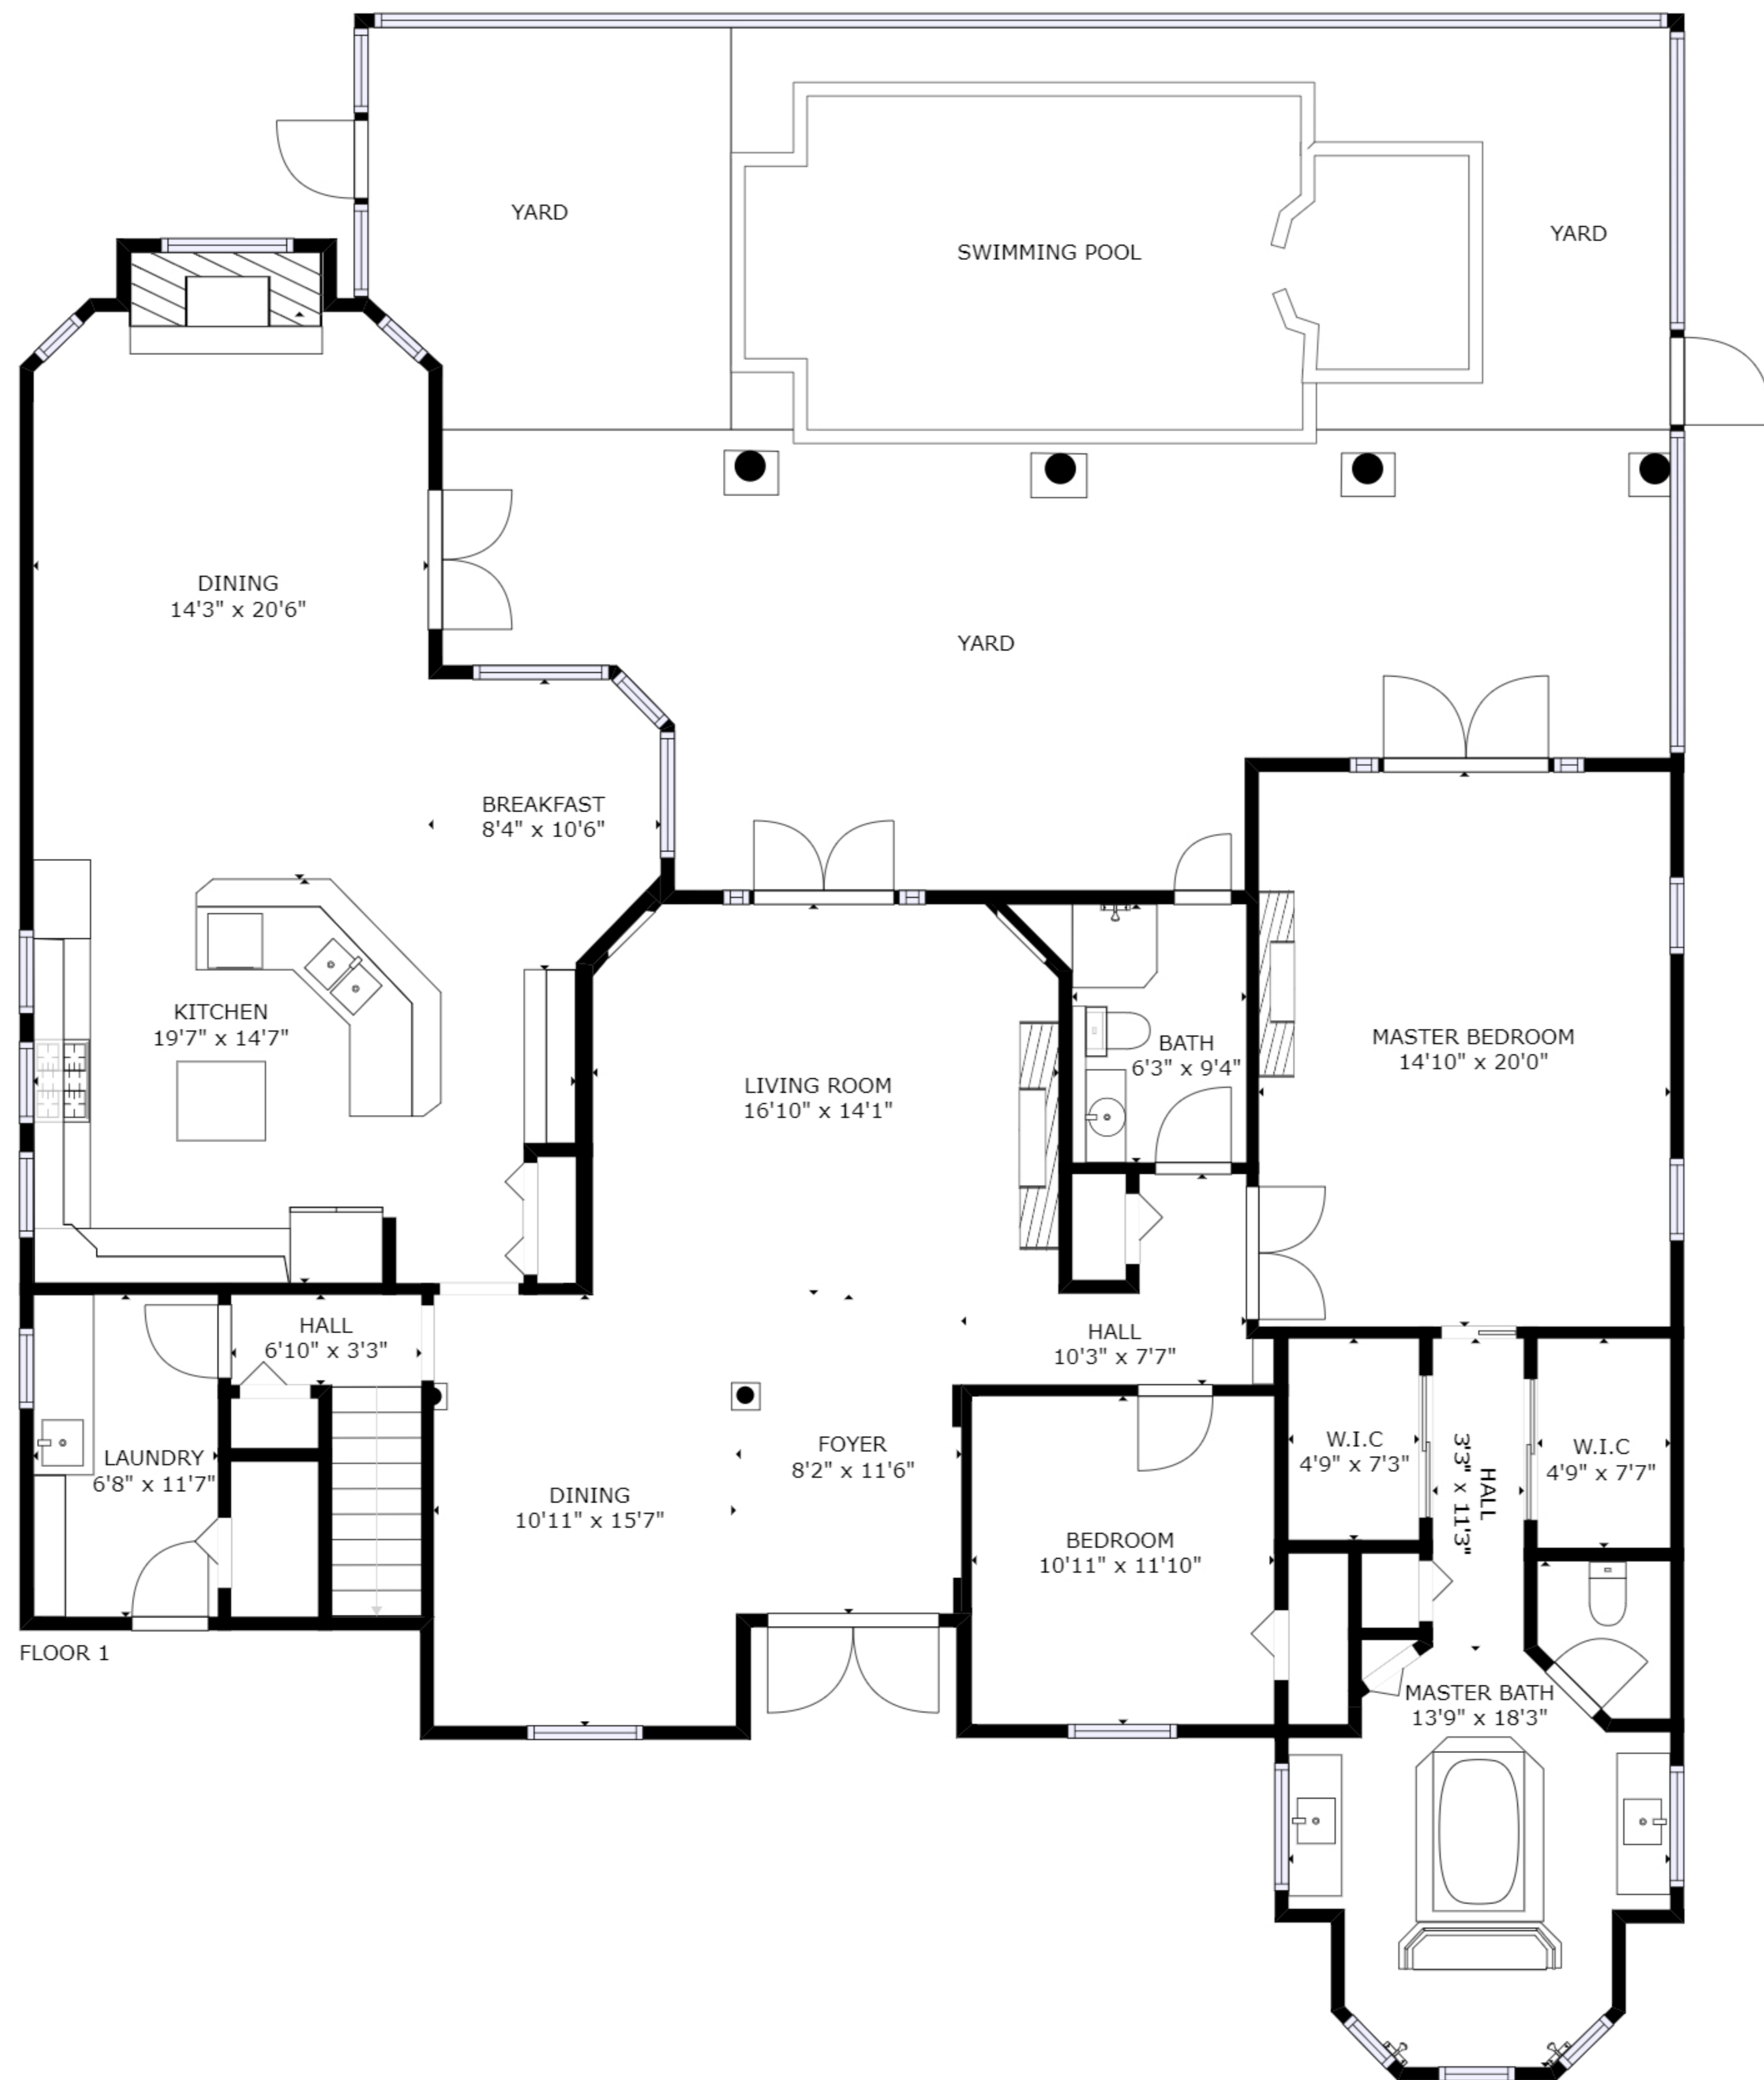 YARD
YARD
SWIMMING POOL
DINING
14'3" x 20'6"
YARD
BREAKFAST
8'4" x 10'6"
KITCHEN
19'7" x 14'7"
LIVING ROOM
16'10" x 14'1"
BATH
6'3" x 9'4"
MASTER BEDROOM
14'10" x 20'0"
HALL
6'10" x 3'3"
HALL
10'3" x 7'7"
LAUNDRY
6'8" x 11'7"
DINING
10'11" x 15'7"
FOYER
8'2" x 11'6"
BEDROOM
10'11" x 11'10"
W.I.C
4'9" x 7'3"
HALL
3'3" x 11'3"
W.I.C
4'9" x 7'7"
FLOOR 1
MASTER BATH
13'9" x 18'3"